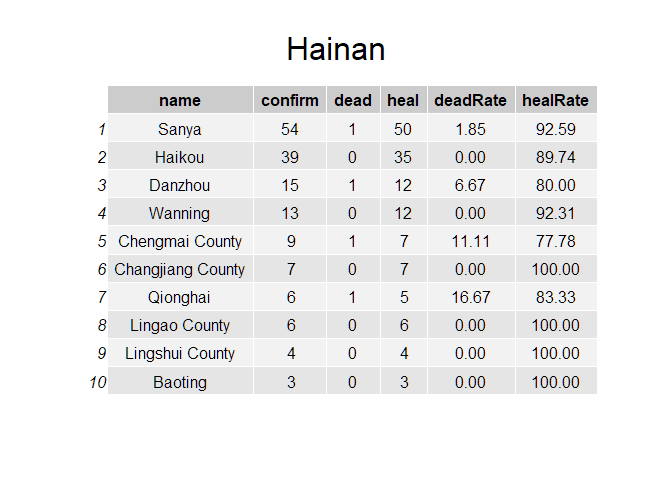 Hainan
name confirm dead heal deadRate healRate
1 Sanya 54 1 50 1.85 92.59
2 Haikou 39 0 35 0.00 89.74
3 Danzhou 15 1 12 6.67 80.00
4 Wanning 13 0 12 0.00 92.31
5 Chengmai County 9 1 7 11.11 77.78
6 Changjiang County 7 0 7 0.00 100.00
7 Qionghai 6 1 5 16.67 83.33
8 Lingao County 6 0 6 0.00 100.00
9 Lingshui County 4 0 4 0.00 100.00
10 Baoting 3 0 3 0.00 100.00